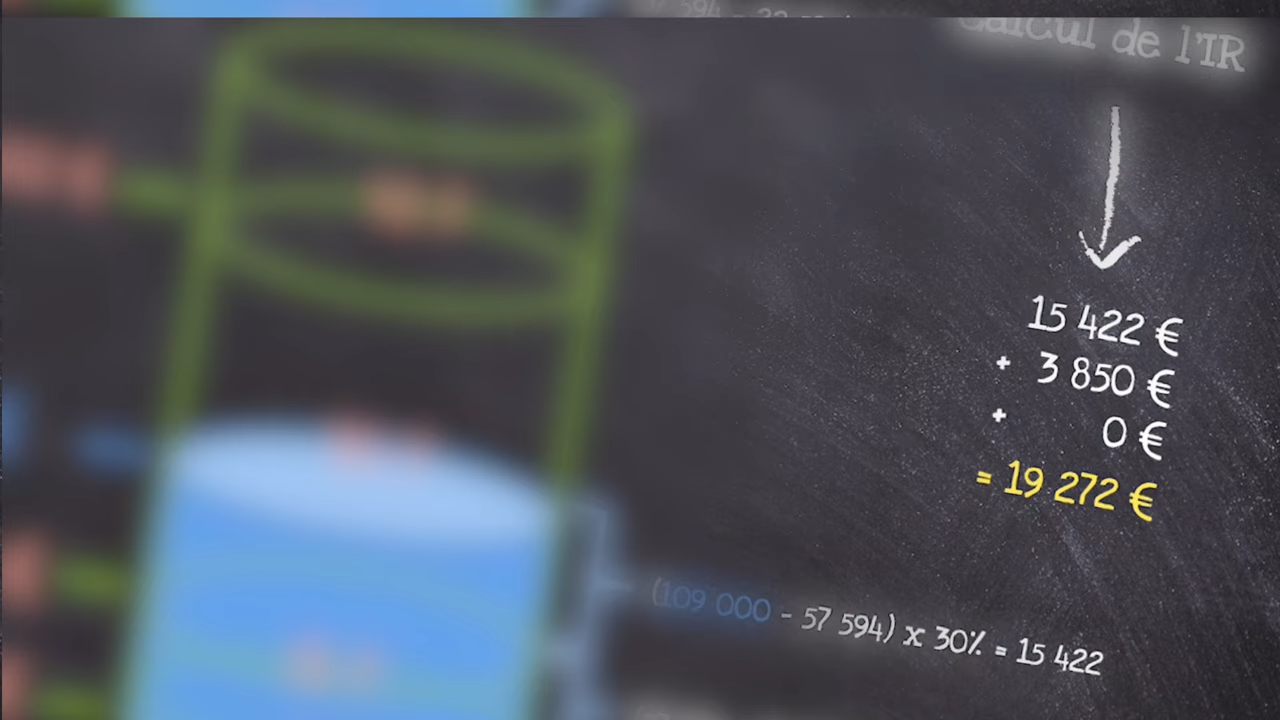 Calcul de l'IR
15 422 €
+ 3 850 €
+ 0 €
= 19 272 €
(109 000 - 57 594) x 30% = 15 422